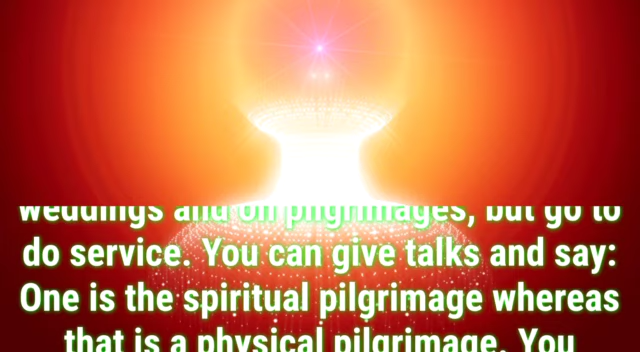 weddings and on pilgrimages, but go to
do service. You can give talks and say:
One is the spiritual pilgrimage whereas
that is a physical pilgrimage. You